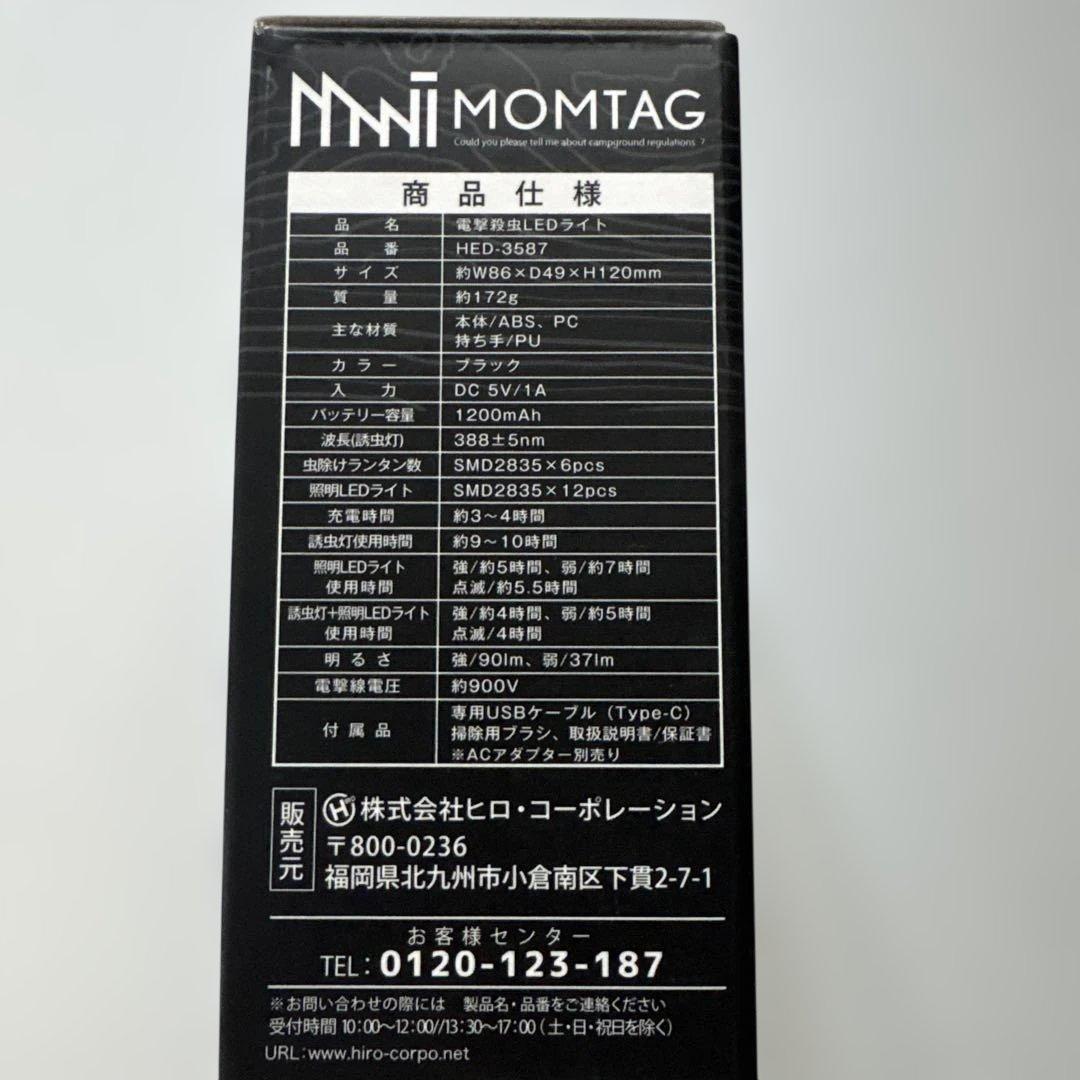 MOMTAG
Could you please tell me about campground regulations ?
商品仕様
品名 電撃殺虫LEDライト
品番 HED-3587
サイズ 約W86×D49×H120mm
質量 約172g
主な材質 本体/ABS、PC
持ち手/PU
カラー ブラック
入力 DC 5V/1A
バッテリー容量 1200mAh
波長(誘虫灯) 388±5nm
虫除けランタン数 SMD2835×6pcs
照明LEDライト SMD2835×12pcs
充電時間 約3～4時間
誘虫灯使用時間 約9～10時間
照明LEDライト 強/約5時間、弱/約7時間
使用時間 点滅/約5.5時間
誘虫灯+照明LEDライト 強/約4時間、弱/約5時間
使用時間 点滅/4時間
明るさ 強/90lm、弱/37lm
電撃線電圧 約900V
付属品 専用USBケーブル（Type-C）
掃除用ブラシ、取扱説明書/保証書
※ACアダプター別売り
販売元
株式会社ヒロ・コーポレーション
〒800-0236
福岡県北九州市小倉南区下貫2-7-1
お客様センター
TEL：0120-123-187
※お問い合わせの際には 製品名・品番をご連絡ください
受付時間 10:00～12:00//13:30～17:00（土・日・祝日を除く）
URL：www.hiro-corpo.net